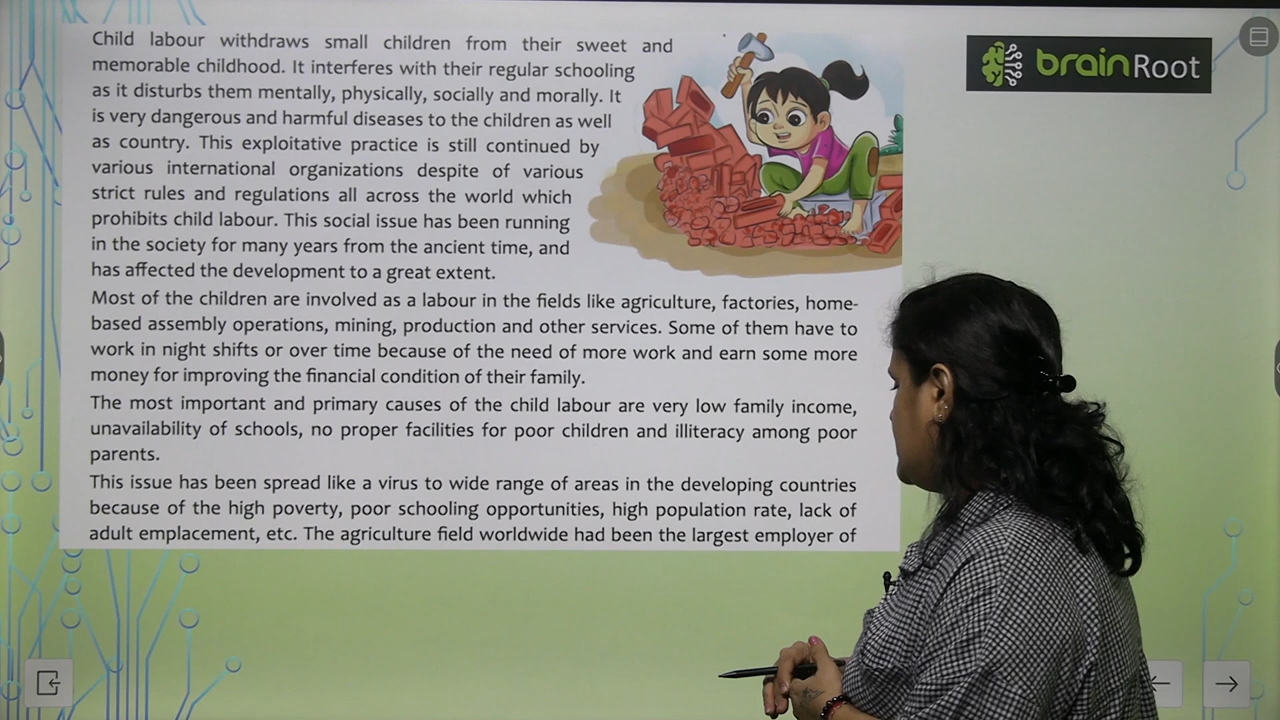 Child labour withdraws small children from their sweet and
memorable childhood. It interferes with their regular schooling
as it disturbs them mentally, physically, socially and morally. It
is very dangerous and harmful diseases to the children as well
as country. This exploitative practice is still continued by
various international organizations despite of various
strict rules and regulations all across the world which
prohibits child labour. This social issue has been running
in the society for many years from the ancient time, and
has affected the development to a great extent.
Most of the children are involved as a labour in the fields like agriculture, factories, home-
based assembly operations, mining, production and other services. Some of them have to
work in night shifts or over time because of the need of more work and earn some more
money for improving the financial condition of their family.
The most important and primary causes of the child labour are very low family income,
unavailability of schools, no proper facilities for poor children and illiteracy among poor
parents.
This issue has been spread like a virus to wide range of areas in the developing countries
because of the high poverty, poor schooling opportunities, high population rate, lack of
adult emplacement, etc. The agriculture field worldwide had been the largest employer of
brainRoot